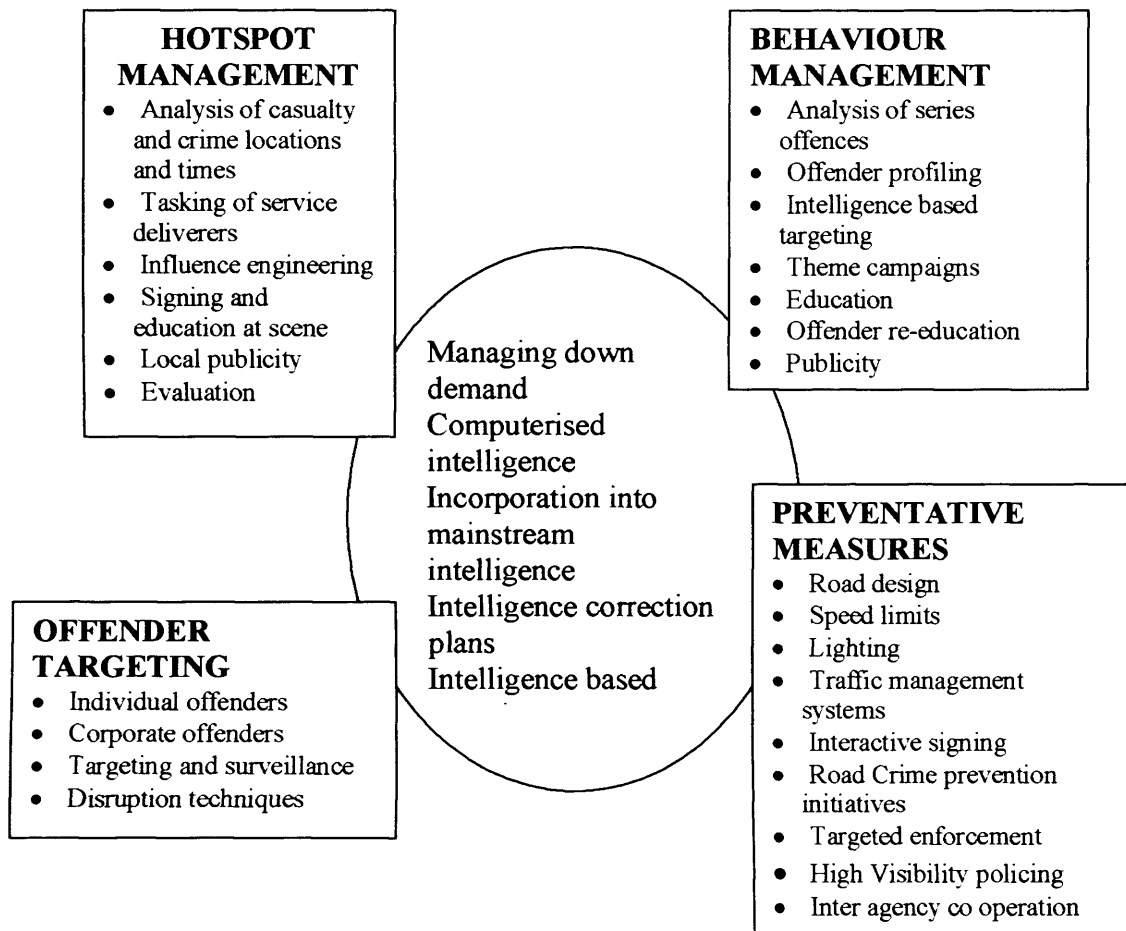 HOTSPOT
MANAGEMENT
• Analysis of casualty
and crime locations
and times
• Tasking of service
deliverers
• Influence engineering
• Signing and
education at scene
• Local publicity
• Evaluation
BEHAVIOUR
MANAGEMENT
• Analysis of series
offences
• Offender profiling
• Intelligence based
targeting
• Theme campaigns
• Education
• Offender re-education
• Publicity
Managing down
demand
Computerised
intelligence
Incorporation into
mainstream
intelligence
Intelligence correction
plans
Intelligence based
OFFENDER
TARGETING
• Individual offenders
• Corporate offenders
• Targeting and surveillance
• Disruption techniques
PREVENTATIVE
MEASURES
• Road design
• Speed limits
• Lighting
• Traffic management
systems
• Interactive signing
• Road Crime prevention
initiatives
• Targeted enforcement
• High Visibility policing
• Inter agency co operation